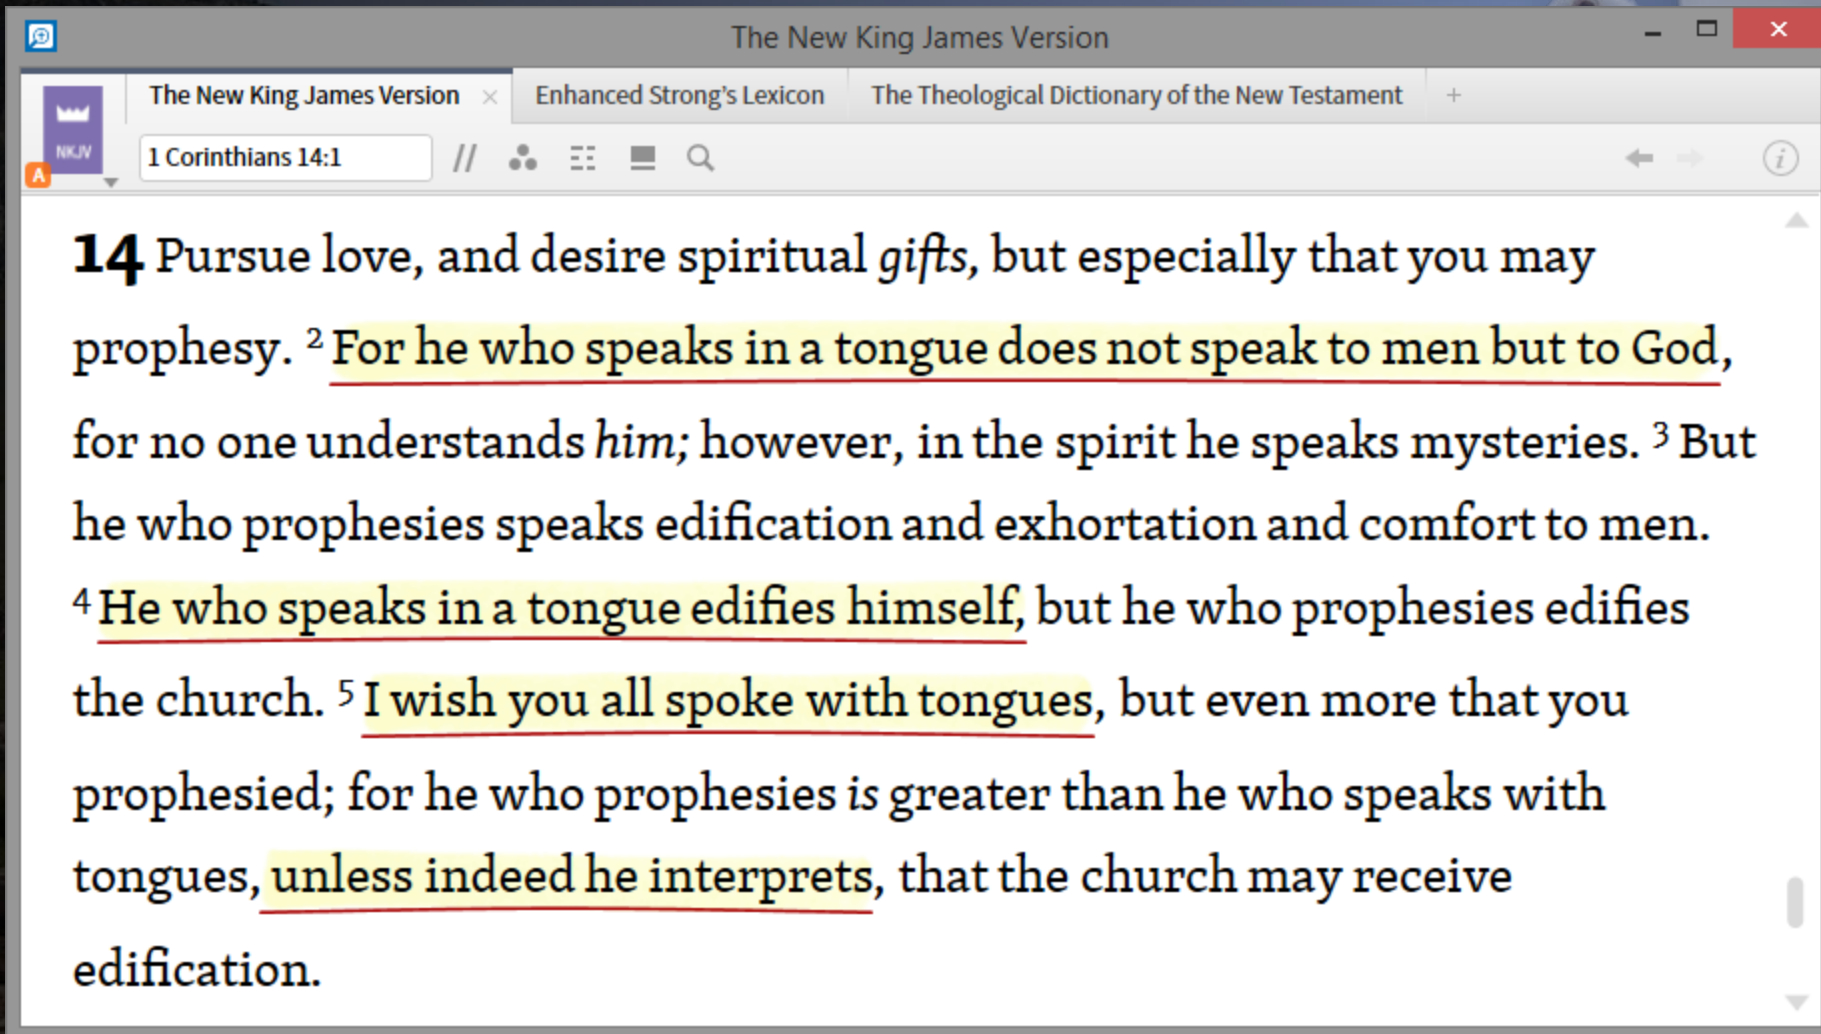 The New King James Version
The New King James Version × Enhanced Strong's Lexicon The Theological Dictionary of the New Testament +
NKJV
A
1 Corinthians 14:1
14 Pursue love, and desire spiritual gifts, but especially that you may
prophesy. 2 For he who speaks in a tongue does not speak to men but to God,
for no one understands him; however, in the spirit he speaks mysteries. 3 But
he who prophesies speaks edification and exhortation and comfort to men.
4 He who speaks in a tongue edifies himself, but he who prophesies edifies
the church. 5 I wish you all spoke with tongues, but even more that you
prophesied; for he who prophesies is greater than he who speaks with
tongues, unless indeed he interprets, that the church may receive
edification.